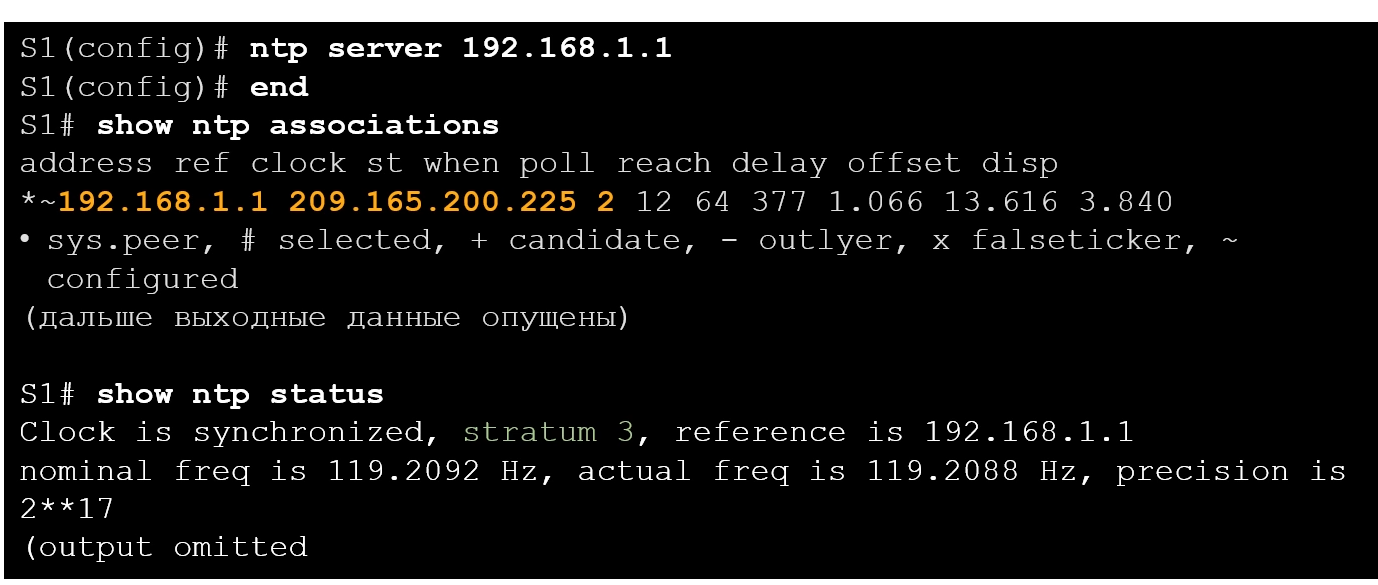 S1(config)# ntp server 192.168.1.1
S1(config)# end
S1# show ntp associations
address ref clock st when poll reach delay offset disp
*~192.168.1.1 209.165.200.225 2 12 64 377 1.066 13.616 3.840
• sys.peer, # selected, + candidate, - outlyer, x falseticker, ~
configured
(дальше выходные данные опущены)
S1# show ntp status
Clock is synchronized, stratum 3, reference is 192.168.1.1
nominal freq is 119.2092 Hz, actual freq is 119.2088 Hz, precision is
2**17
(output omitted